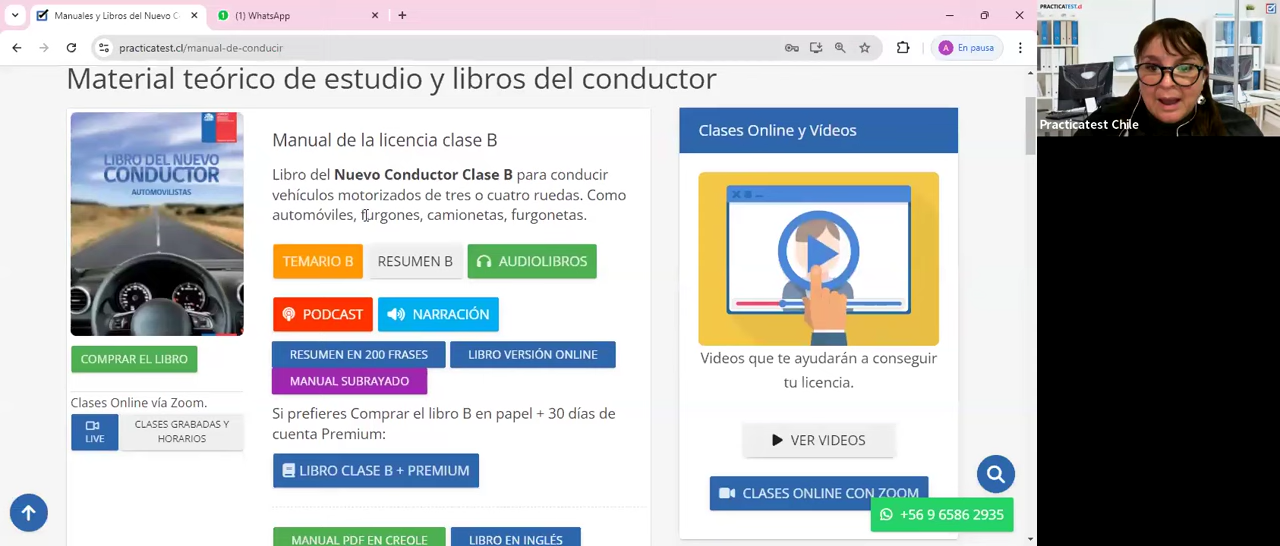 Manuales y Libros del Nuevo C
(1) WhatsApp
practicatest.cl/manual-de-conducir
A
En pausa
PRACTICATEST.cl
Practicatest Chile
Material teórico de estudio y libros del conductor
LIBRO DEL NUEVO
CONDUCTOR
AUTOMOVILISTAS
COMPRAR EL LIBRO
Clases Online vía Zoom.
LIVE
CLASES GRABADAS Y
HORARIOS
Manual de la licencia clase B
Libro del Nuevo Conductor Clase B para conducir
vehículos motorizados de tres o cuatro ruedas. Como
automóviles, furgones, camionetas, furgonetas.
TEMARIO B
RESUMEN B
AUDIOLIBROS
PODCAST
NARRACIÓN
RESUMEN EN 200 FRASES
LIBRO VERSIÓN ONLINE
MANUAL SUBRAYADO
Si prefieres Comprar el libro B en papel + 30 días de
cuenta Premium:
LIBRO CLASE B + PREMIUM
MANUAL PDF EN CREOLE
LIBRO EN INGLÉS
Clases Online y Vídeos
Videos que te ayudarán a conseguir
tu licencia.
VER VIDEOS
CLASES ONLINE CON ZOOM
+56 9 6586 2935